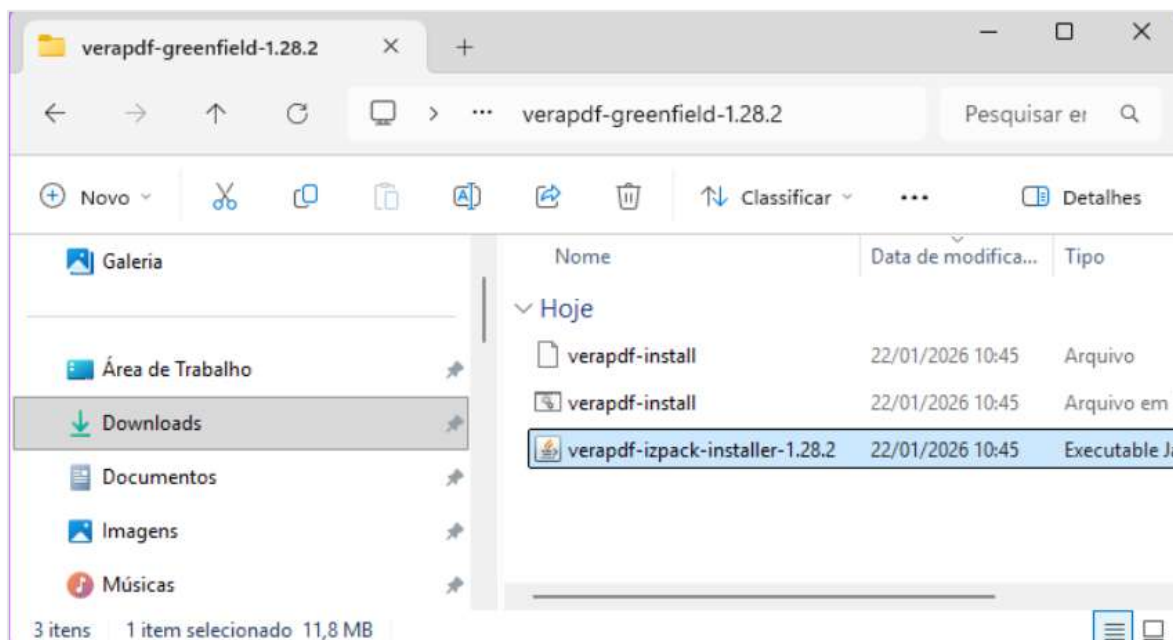 verapdf-greenfield-1.28.2
verapdf-greenfield-1.28.2
Pesquisar er
Novo
Classificar
Detalhes
Galeria
Área de Trabalho
Downloads
Documentos
Imagens
Músicas
Nome Data de modifica... Tipo
Hoje
verapdf-install 22/01/2026 10:45 Arquivo
verapdf-install 22/01/2026 10:45 Arquivo em
verapdf-izpack-installer-1.28.2 22/01/2026 10:45 Executable Ja
3 itens 1 item selecionado 11,8 MB